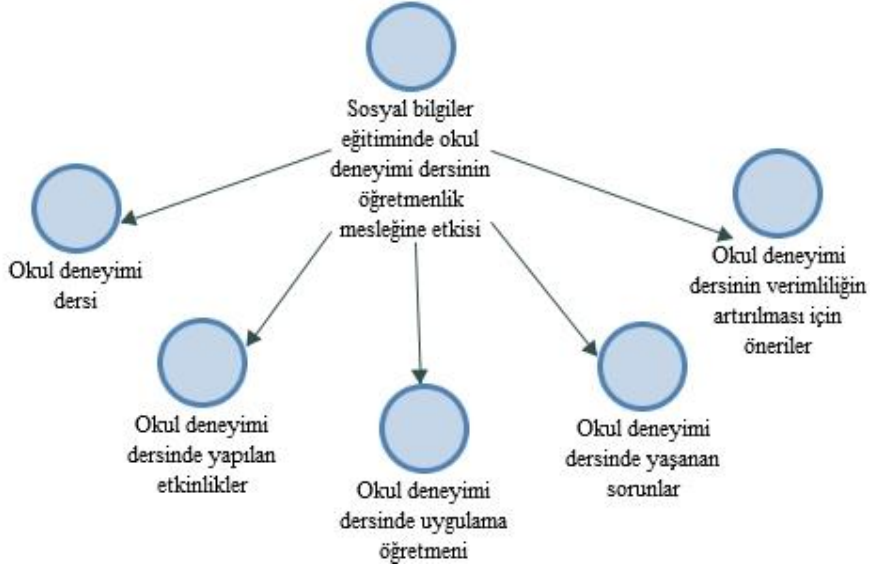 Sosyal bilgiler
eğitiminde okul
deneyimi dersinin
öğretmenlik
mesleğine etkisi
Okul deneyimi
dersi
Okul deneyimi
dersinde yapılan
etkinlikler
Okul deneyimi
dersinde uygulama
öğretmeni
Okul deneyimi
dersinde yaşanan
sorunlar
Okul deneyimi
dersinin verimliliğin
artırılması için
öneriler